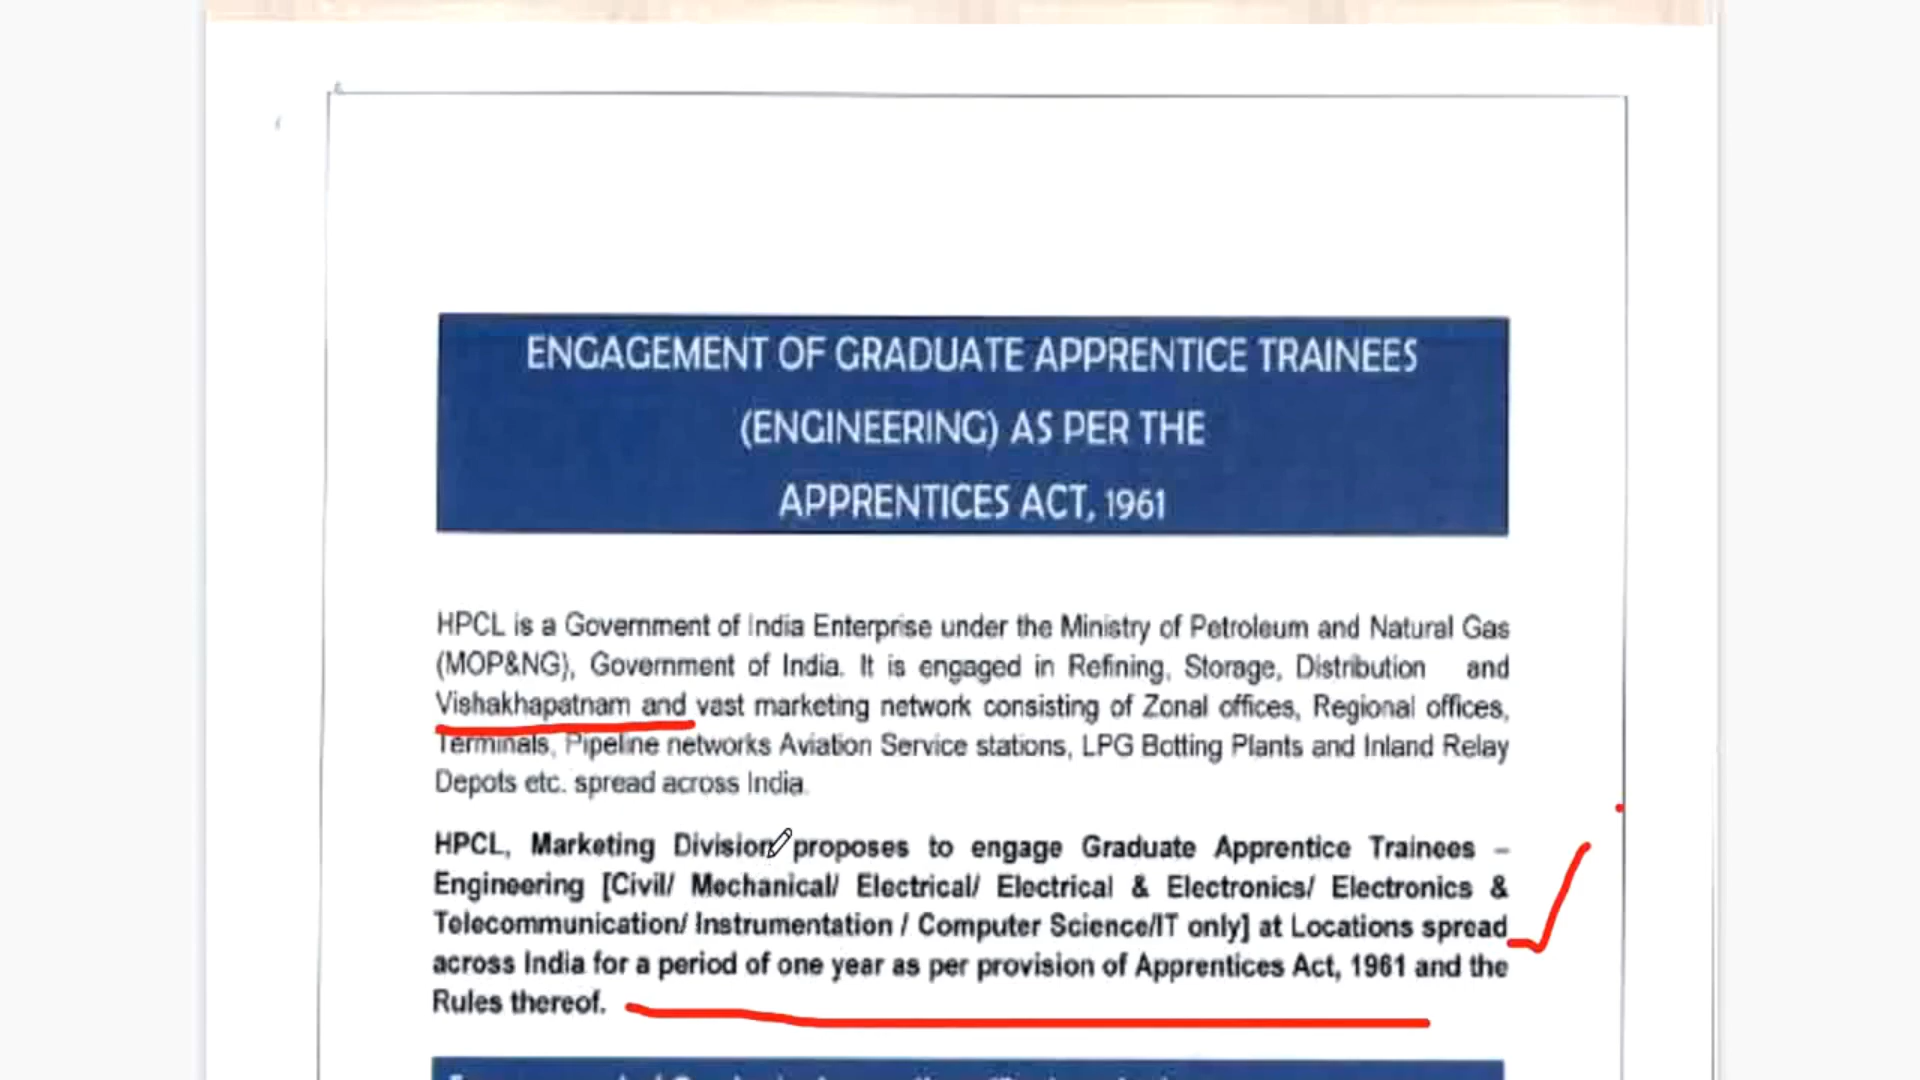 ENGAGEMENT OF GRADUATE APPRENTICE TRAINEES
(ENGINEERING) AS PER THE
APPRENTICES ACT, 1961
HPCL is a Government of India Enterprise under the Ministry of Petroleum and Natural Gas
(MOP&NG), Government of India. It is engaged in Refining, Storage, Distribution and
Vishakhapatnam and vast marketing network consisting of Zonal offices, Regional offices,
Terminals, Pipeline networks Aviation Service stations, LPG Botting Plants and Inland Relay
Depots etc. spread across India.
HPCL, Marketing Division proposes to engage Graduate Apprentice Trainees –
Engineering [Civil/ Mechanical/ Electrical/ Electrical & Electronics/ Electronics &
Telecommunication/ Instrumentation / Computer Science/IT only] at Locations spread
across India for a period of one year as per provision of Apprentices Act, 1961 and the
Rules thereof.